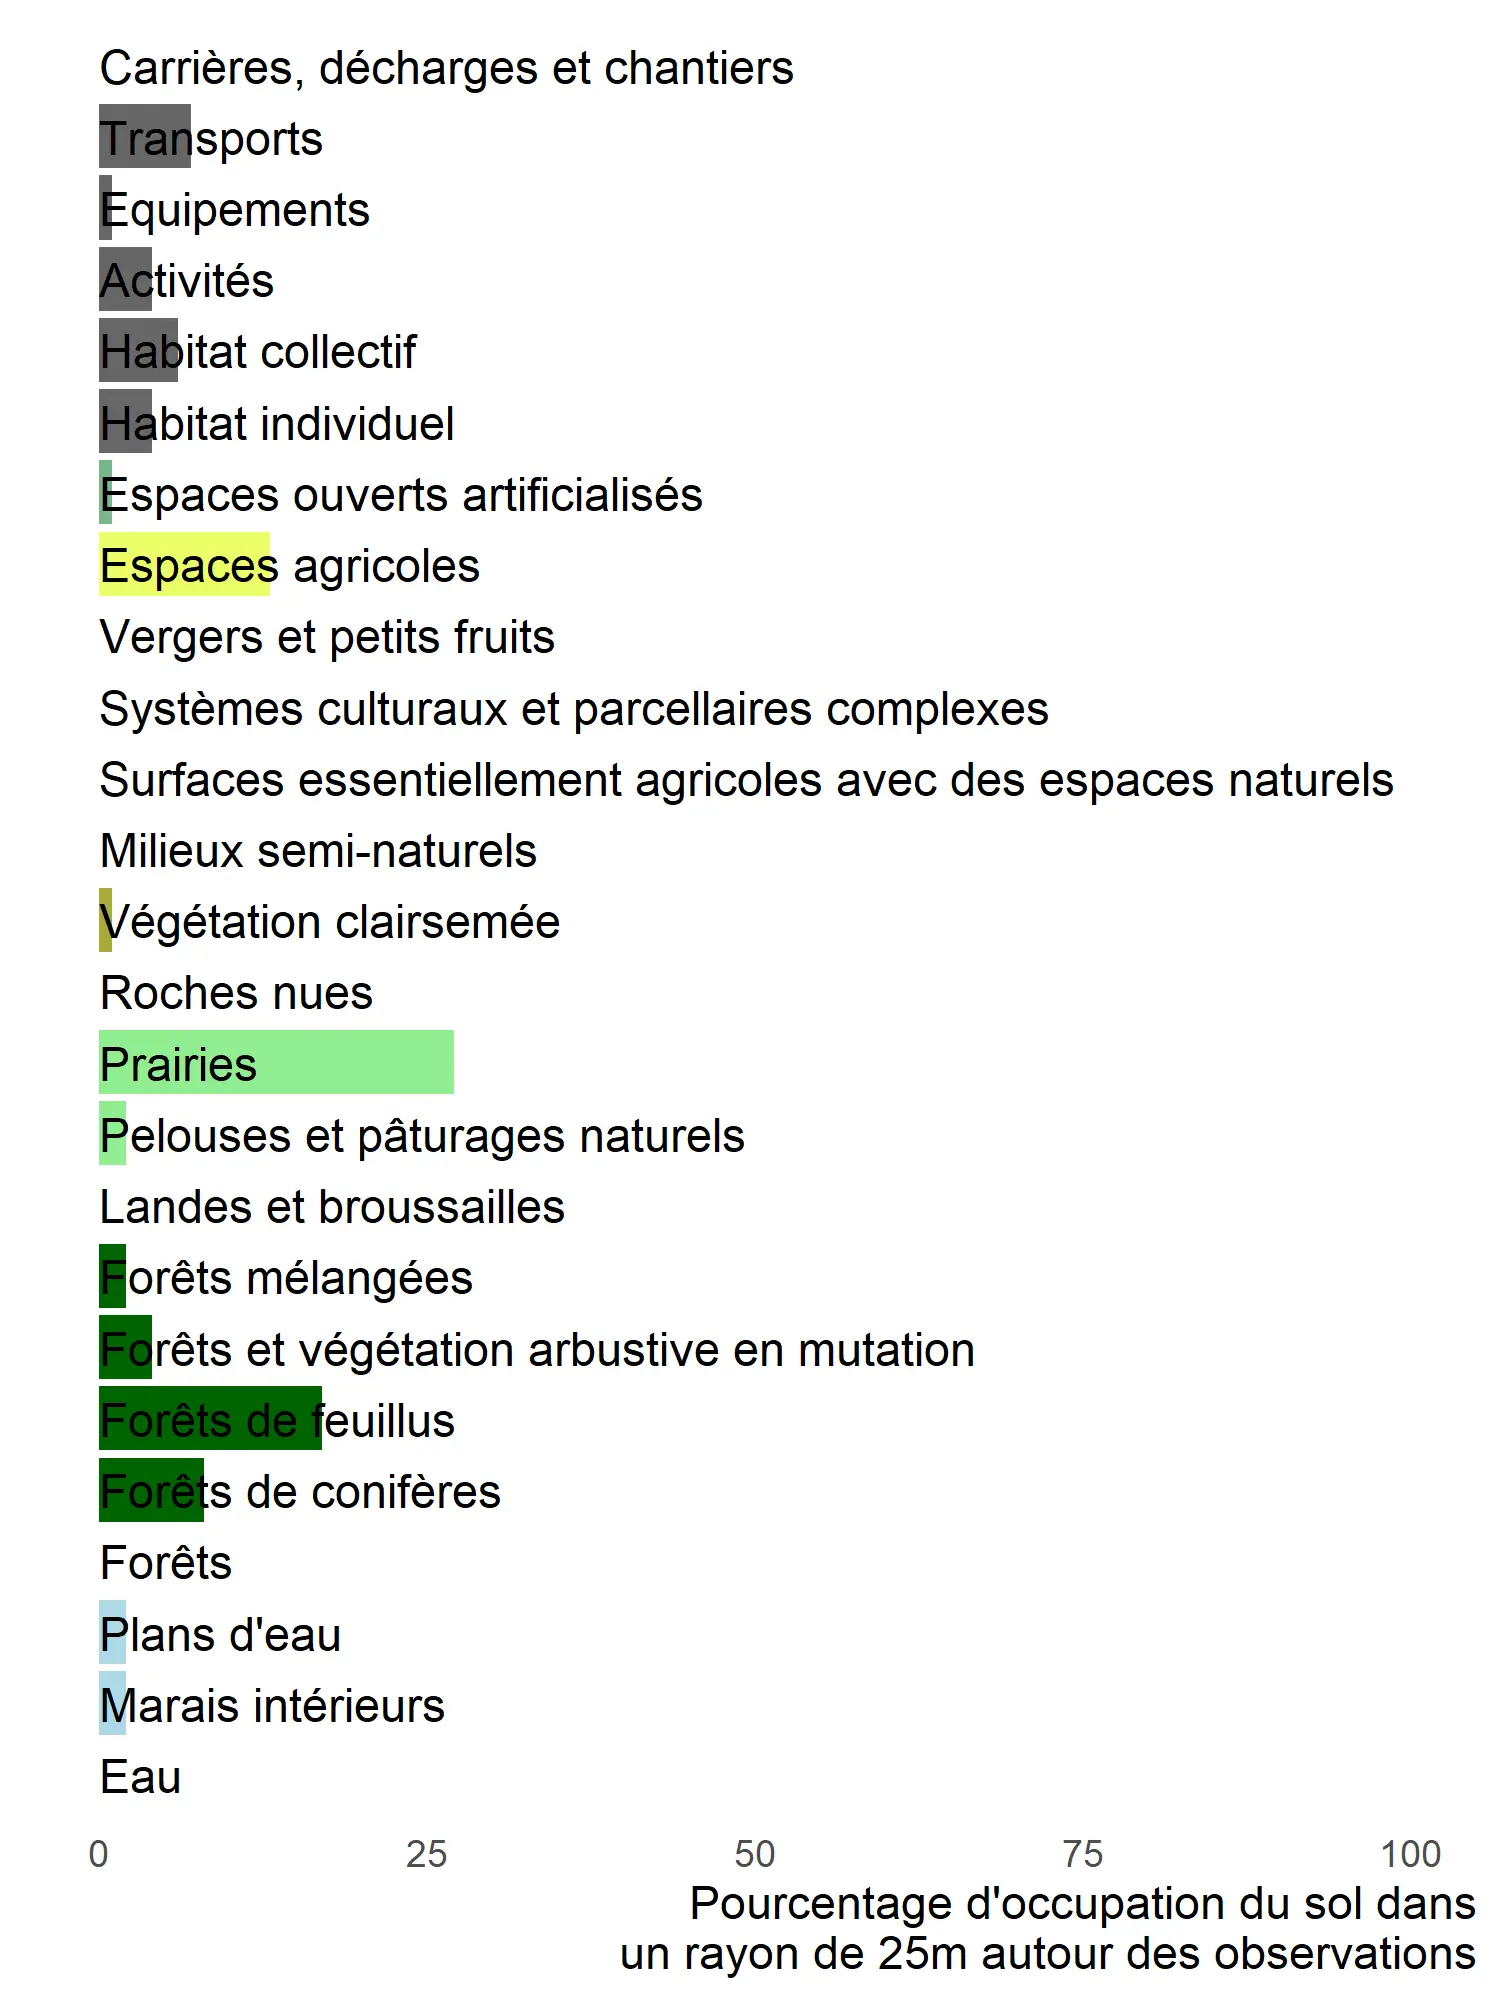 Carrières, décharges et chantiers
Transports
Equipements
Activités
Habitat collectif
Habitat individuel
Espaces ouverts artificialisés
Espaces agricoles
Vergers et petits fruits
Systèmes culturaux et parcellaires complexes
Surfaces essentiellement agricoles avec des espaces naturels
Milieux semi-naturels
Végétation clairsemée
Roches nues
Prairies
Pelouses et pâturages naturels
Landes et broussailles
Forêts mélangées
Forêts et végétation arbustive en mutation
Forêts de feuillus
Forêts de conifères
Forêts
Plans d'eau
Marais intérieurs
Eau
0 25 50 75 100
Pourcentage d'occupation du sol dans
un rayon de 25m autour des observations